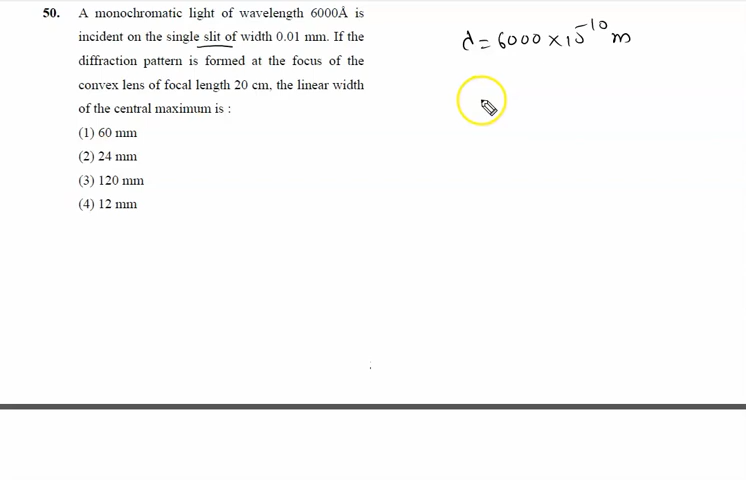 50. A monochromatic light of wavelength 6000Å is
incident on the single slit of width 0.01 mm. If the
diffraction pattern is formed at the focus of the
convex lens of focal length 20 cm, the linear width
of the central maximum is :
(1) 60 mm
(2) 24 mm
(3) 120 mm
(4) 12 mm
λ = 6000 × 10⁻¹⁰ m